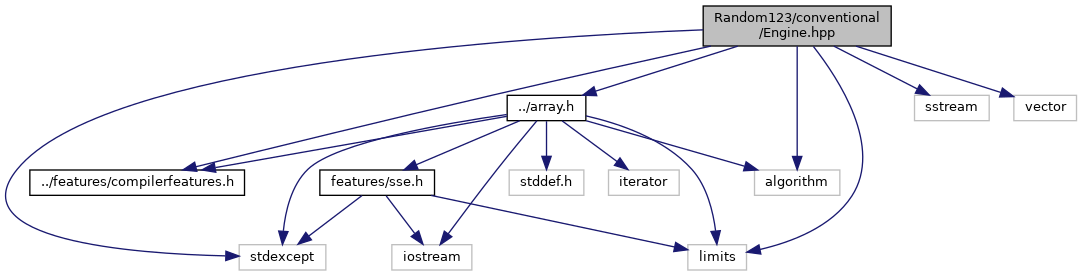 Random123/conventional
/Engine.hpp
../array.h
sstream
vector
../features/compilerfeatures.h
features/sse.h
stddef.h
iterator
algorithm
stdexcept
iostream
limits